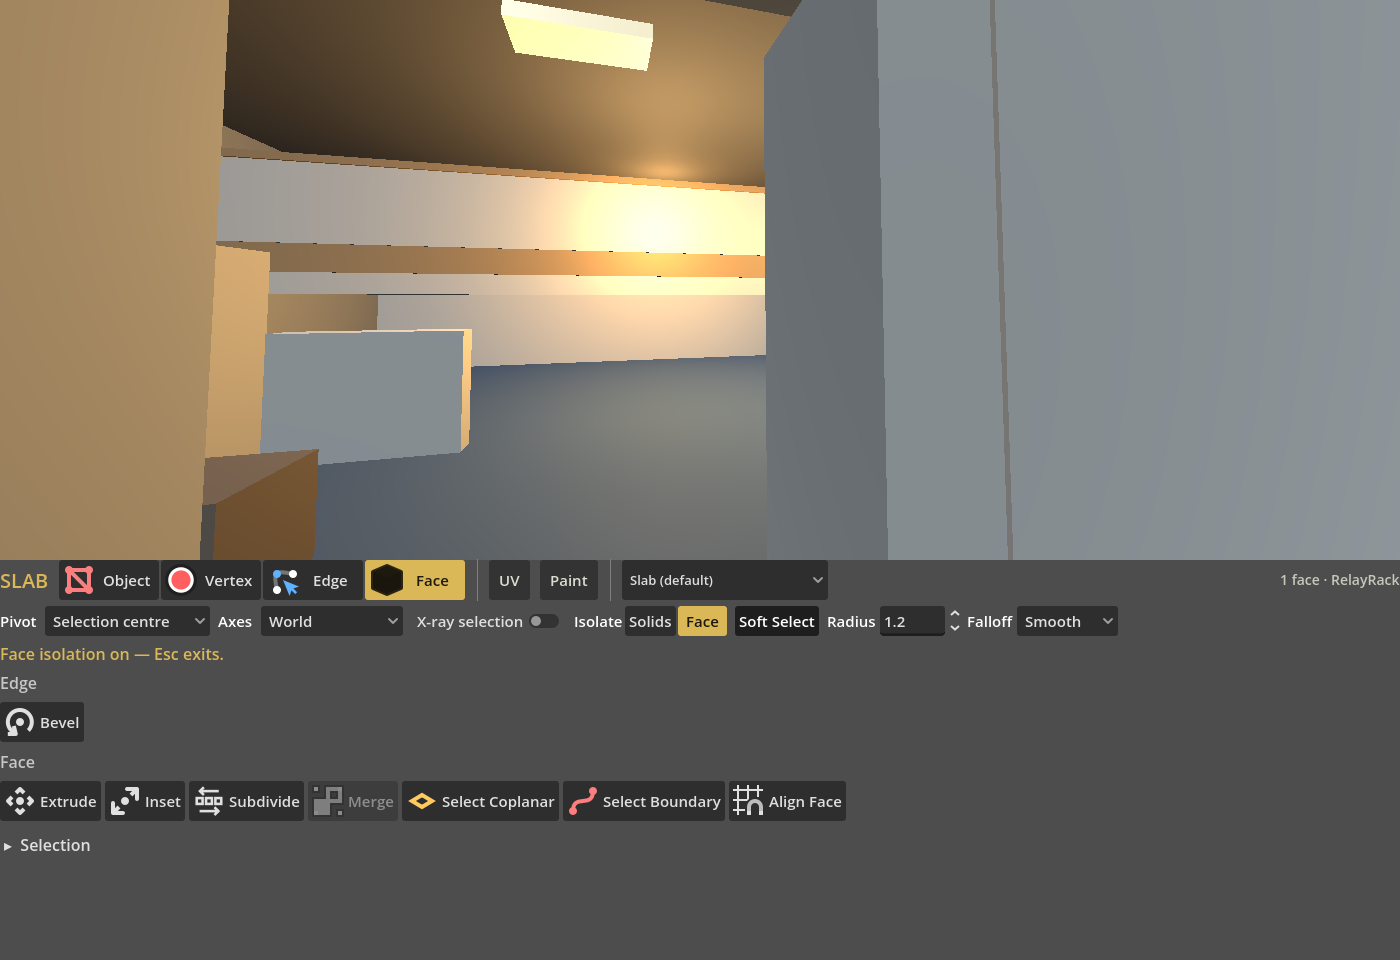 SLAB Object Vertex Edge Face UV Paint Slab (default) 1 face · RelayRack
Pivot Selection centre Axes World X-ray selection Isolate Solids Face Soft Select Radius 1.2 Falloff Smooth
Face isolation on — Esc exits.
Edge
Bevel
Face
Extrude Inset Subdivide Merge Select Coplanar Select Boundary Align Face
Selection